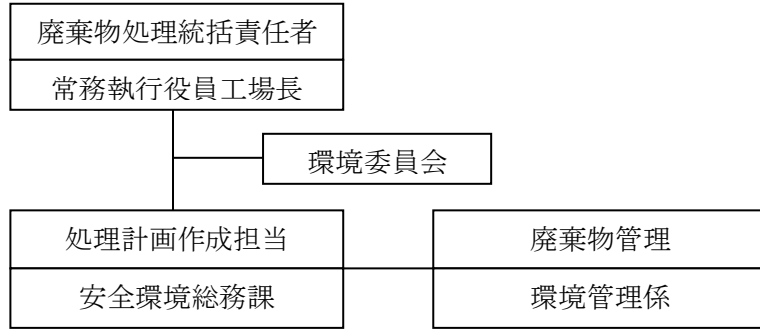 廃棄物処理統括責任者
常務執行役員工場長
環境委員会
処理計画作成担当
廃棄物管理
安全環境総務課
環境管理係